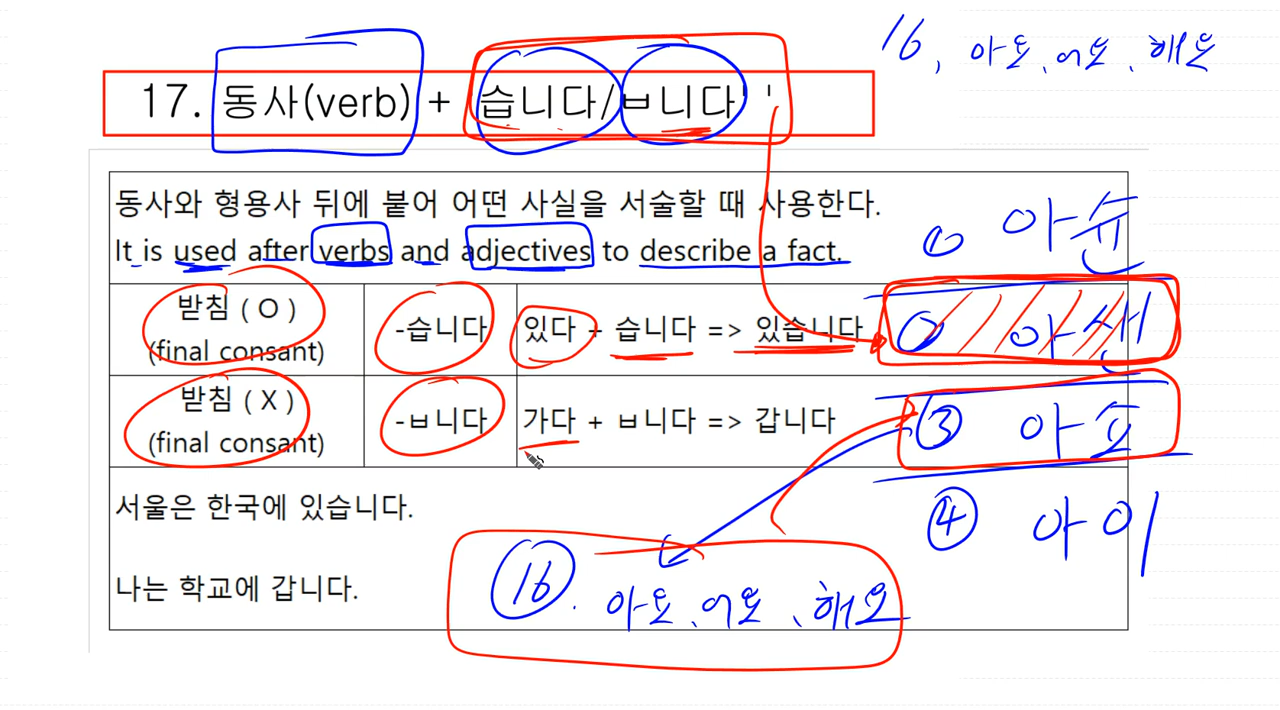 16, 아요、어요、해요
17. 동사(verb) + 습니다/ㅂ니다' '
동사와 형용사 뒤에 붙어 어떤 사실을 서술할 때 사용한다.
It is used after verbs and adjectives to describe a fact.
① 아쥰
받침 ( O )
(final consant)
-습니다
있다 + 습니다 => 있습니다
②
받침 ( X )
(final consant)
-ㅂ니다
가다 + ㅂ니다 => 갑니다
③ 아요
서울은 한국에 있습니다.
④ 아이
나는 학교에 갑니다.
16. 아요、어요、해요